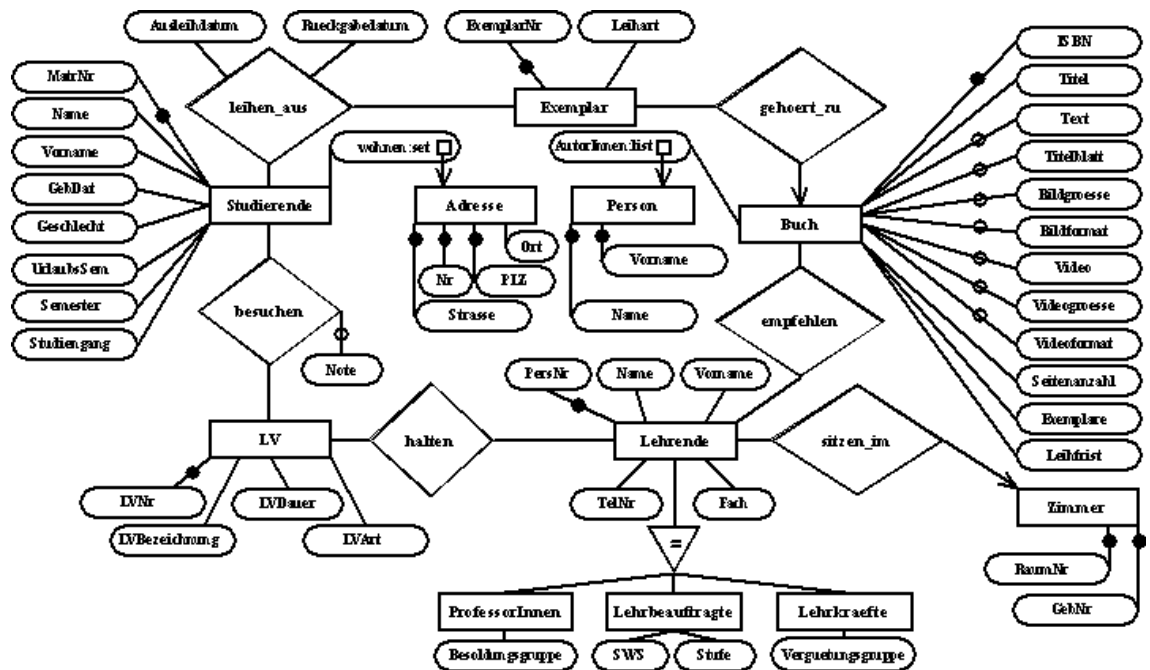 Ausleihdatum
Rueckgabedatum
ExemplarNr
Leihart
ISBN
MatrNr
Titel
Name
leihen_aus
Exemplar
gehoert_zu
Text
Vorname
wohnen:set
AutorInnen:list
Titelblatt
GebDat
Studierende
Adresse
Person
Bildgroesse
Geschlecht
Buch
Bildformat
Ort
Vorname
UrlaubsSem
Nr
PLZ
Video
Semester
besuchen
Strasse
Name
empfehlen
Videogroesse
Studiengang
Note
Videoformat
PersNr
Name
Vorname
Seitenanzahl
LV
halten
Lehrende
sitzen_im
Exemplare
Leihfrist
LVNr
LVDauer
TelNr
Fach
Zimmer
LVBezeichnung
LVArt
=
RaumNr
ProfessorInnen
Lehrbeauftragte
Lehrkraefte
GebNr
Besoldungsgruppe
SWS
Stufe
Verguetungsgruppe